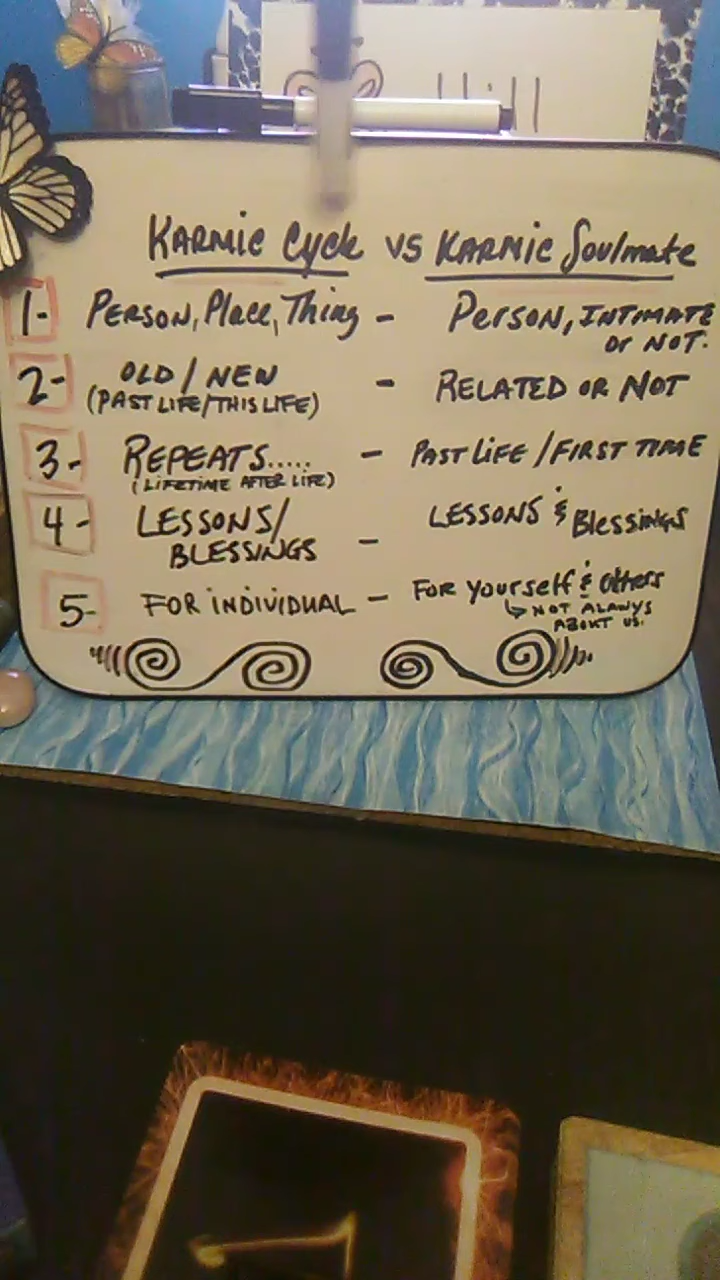 KARMIC Cycle VS KARMIC Soulmate
1- PERSON, Place, Thing - PERSON, INTIMATE
OR NOT.
2- OLD / NEW - RELATED OR NOT
(PAST LIFE/THIS LIFE)
3- REPEATS..... - PAST LIFE / FIRST TIME
(LIFETIME AFTER LIFE)
4- LESSONS/ - LESSONS & Blessings
BLESSINGS
5- FOR INDIVIDUAL - FOR yourself & others
↳ NOT ALWAYS
ABOUT US.